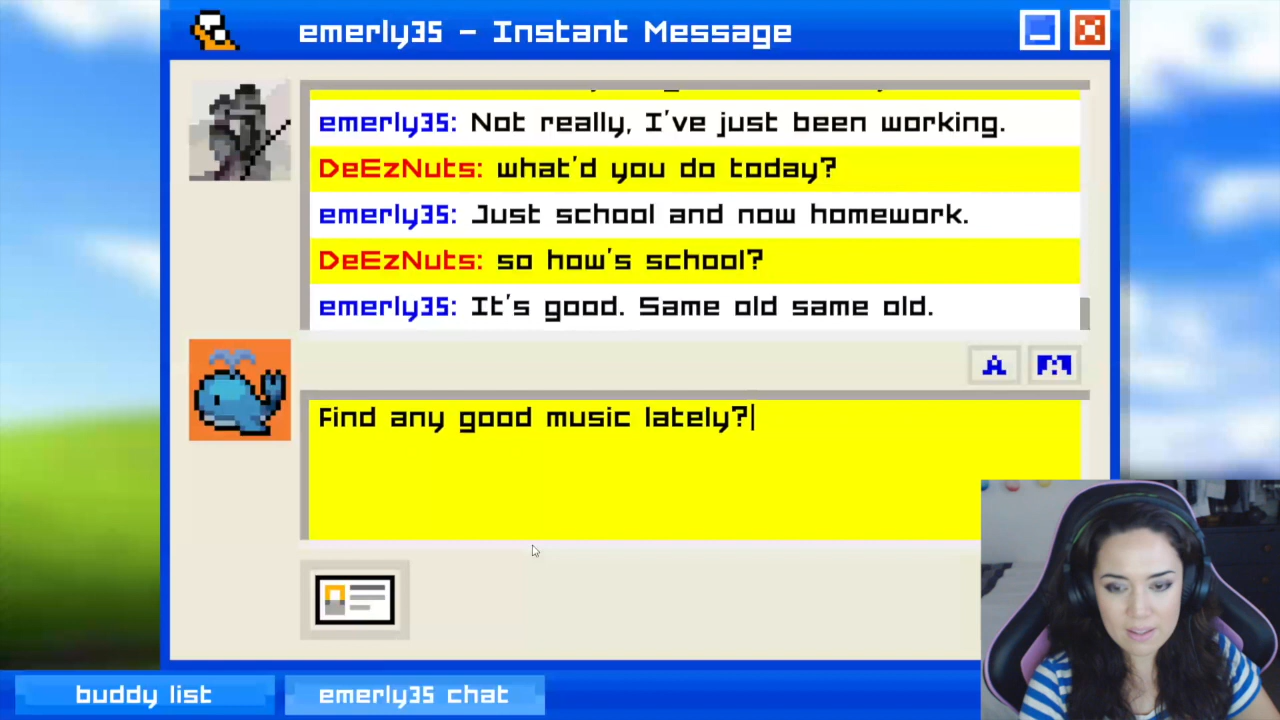 emerly35 - Instant Message
emerly35: Not really, I've just been working.
DeEzNuts: what'd you do today?
emerly35: Just school and now homework.
DeEzNuts: so how's school?
emerly35: It's good. Same old same old.
A
Find any good music lately?
buddy list
emerly35 chat